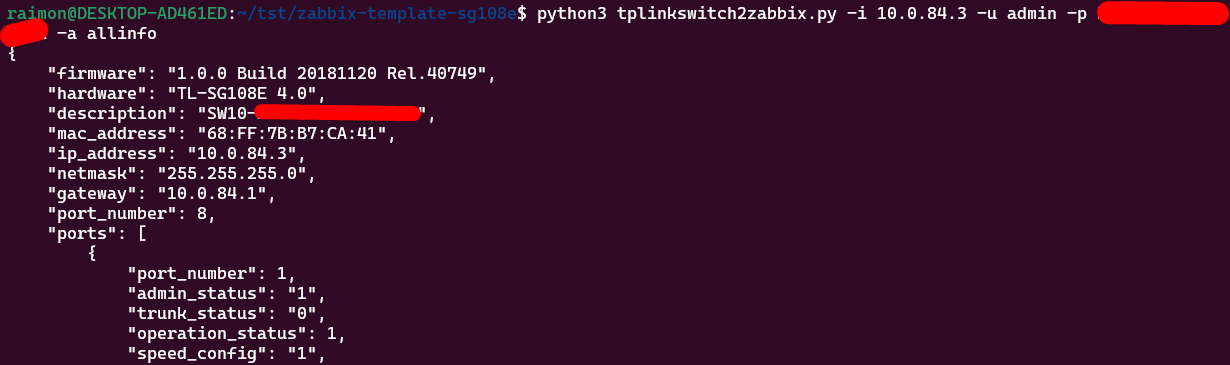 raimon@DESKTOP-AD461ED:~/tst/zabbix-template-sg108e$ python3 tplinkswitch2zabbix.py -i 10.0.84.3 -u admin -p
-a allinfo
{
    "firmware": "1.0.0 Build 20181120 Rel.40749",
    "hardware": "TL-SG108E 4.0",
    "description": "SW10-",
    "mac_address": "68:FF:7B:B7:CA:41",
    "ip_address": "10.0.84.3",
    "netmask": "255.255.255.0",
    "gateway": "10.0.84.1",
    "port_number": 8,
    "ports": [
        {
            "port_number": 1,
            "admin_status": "1",
            "trunk_status": "0",
            "operation_status": 1,
            "speed_config": "1",